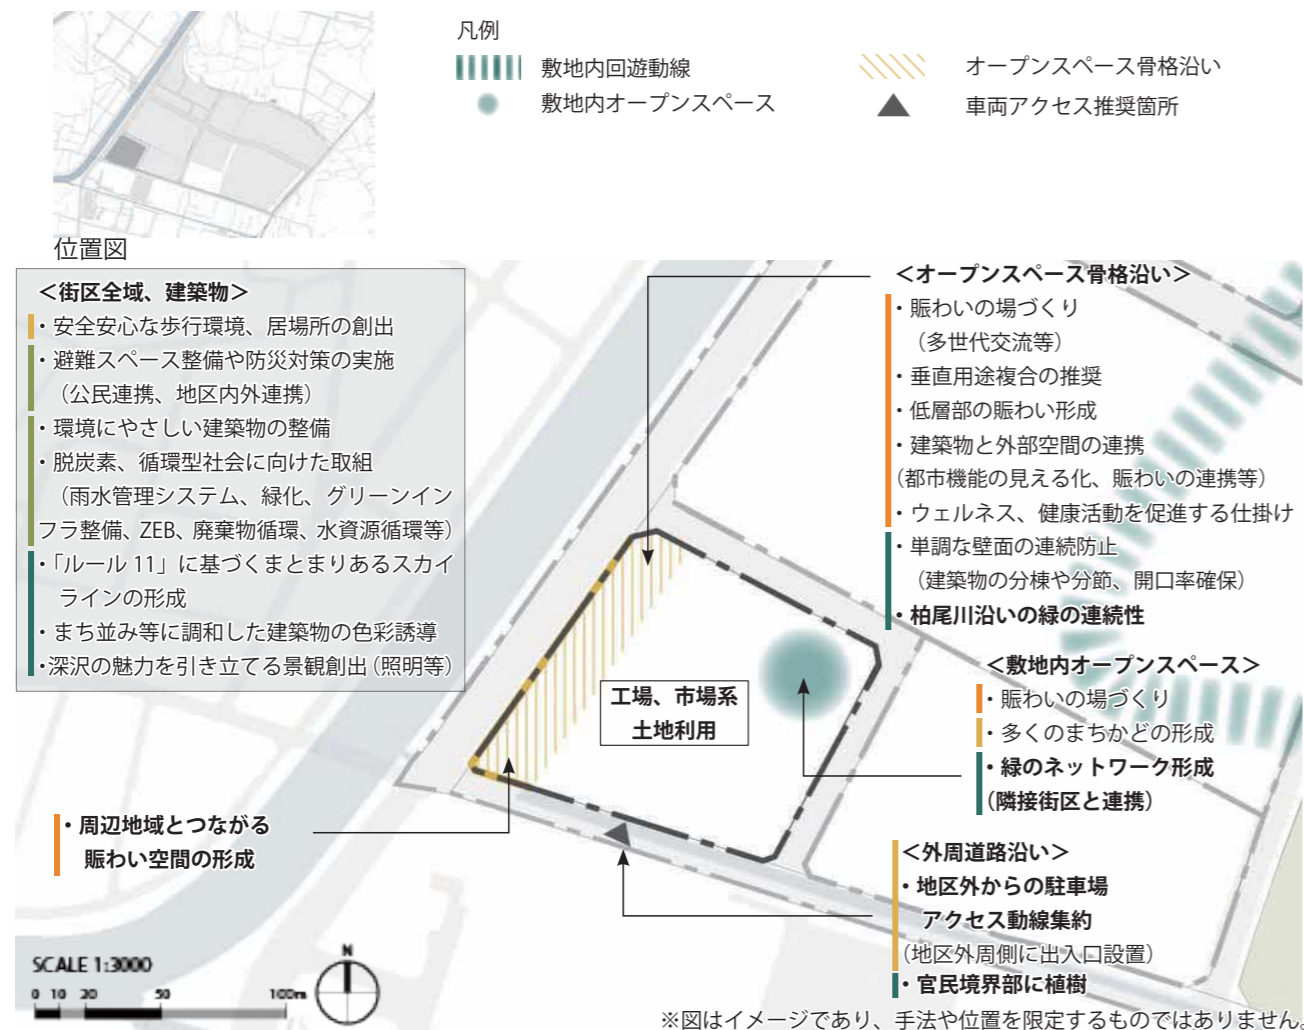 凡例
敷地内回遊動線
オープンスペース骨格沿い
敷地内オープンスペース
車両アクセス推奨箇所
位置図
＜街区全域、建築物＞
・安全安心な歩行環境、居場所の創出
・避難スペース整備や防災対策の実施
（公民連携、地区内外連携）
・環境にやさしい建築物の整備
・脱炭素、循環型社会に向けた取組
（雨水管理システム、緑化、グリーンイン
フラ整備、ZEB、廃棄物循環、水資源循環等）
・「ルール 11」に基づくまとまりあるスカイ
ラインの形成
・まち並み等に調和した建築物の色彩誘導
・深沢の魅力を引き立てる景観創出（照明等）
＜オープンスペース骨格沿い＞
・賑わいの場づくり
（多世代交流等）
・垂直用途複合の推奨
・低層部の賑わい形成
・建築物と外部空間の連携
（都市機能の見える化、賑わいの連携等）
・ウェルネス、健康活動を促進する仕掛け
・単調な壁面の連続防止
（建築物の分棟や分節、開口率確保）
・柏尾川沿いの緑の連続性
＜敷地内オープンスペース＞
・賑わいの場づくり
・多くのまちかどの形成
・緑のネットワーク形成
（隣接街区と連携）
工場、市場系
土地利用
・周辺地域とつながる
賑わい空間の形成
＜外周道路沿い＞
・地区外からの駐車場
アクセス動線集約
（地区外周側に出入口設置）
・官民境界部に植樹
SCALE 1:3000
0 10 20 50 100m
N
※図はイメージであり、手法や位置を限定するものではありません。